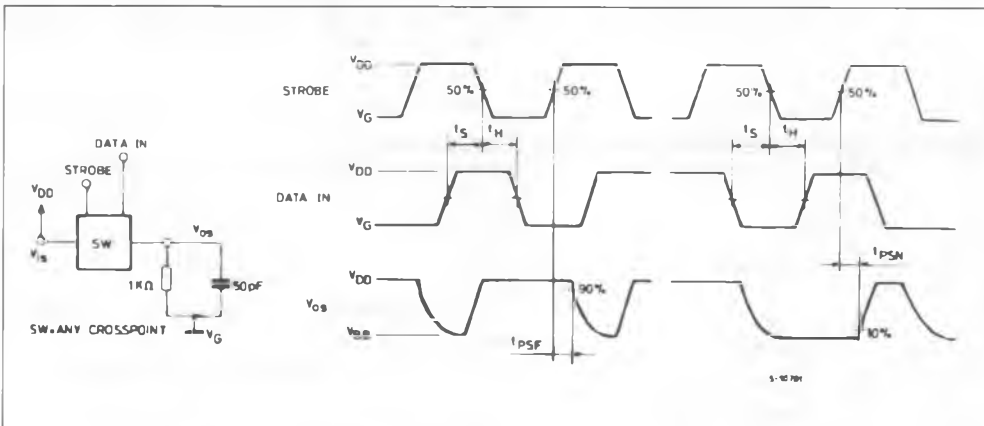 DATA IN
STROBE
VDD
SW
Vis
Vos
1KΩ
50pF
VG
SW=ANY CROSSPOINT
STROBE
VDD
VG
50%
50%
50%
50%
tS
tH
tS
tH
DATA IN
VDD
VG
Vos
VDD
90%
tPSF
tPSN
10%